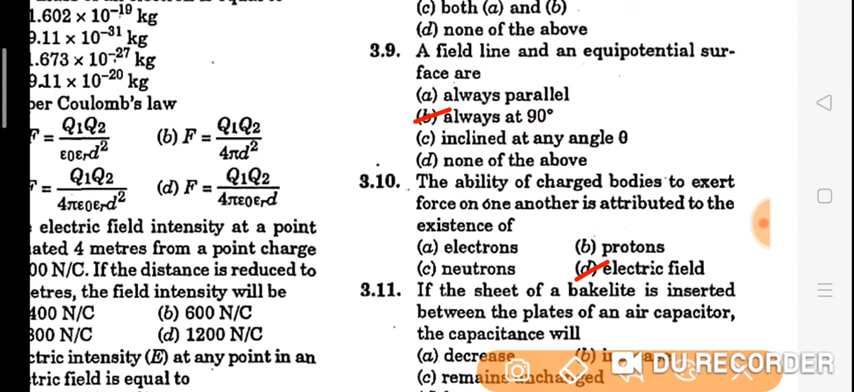 1.602 × 10⁻¹⁹ kg
9.11 × 10⁻³¹ kg
1.673 × 10⁻²⁷ kg
9.11 × 10⁻²⁰ kg
per Coulomb's law
F = Q1Q2 / ε0εrd² (b) F = Q1Q2 / 4πd²
F = Q1Q2 / 4πε0εrd² (d) F = Q1Q2 / 4πε0εrd
electric field intensity at a point
ated 4 metres from a point charge
00 N/C. If the distance is reduced to
etres, the field intensity will be
400 N/C (b) 600 N/C
800 N/C (d) 1200 N/C
ctric intensity (E) at any point in an
tric field is equal to
(c) both (a) and (b)
(d) none of the above
3.9. A field line and an equipotential sur-
face are
(a) always parallel
(b) always at 90°
(c) inclined at any angle θ
(d) none of the above
3.10. The ability of charged bodies to exert
force on one another is attributed to the
existence of
(a) electrons (b) protons
(c) neutrons (d) electric field
3.11. If the sheet of a bakelite is inserted
between the plates of an air capacitor,
the capacitance will
(a) decrease (b)
(c) remains unchanged
DU RECORDER